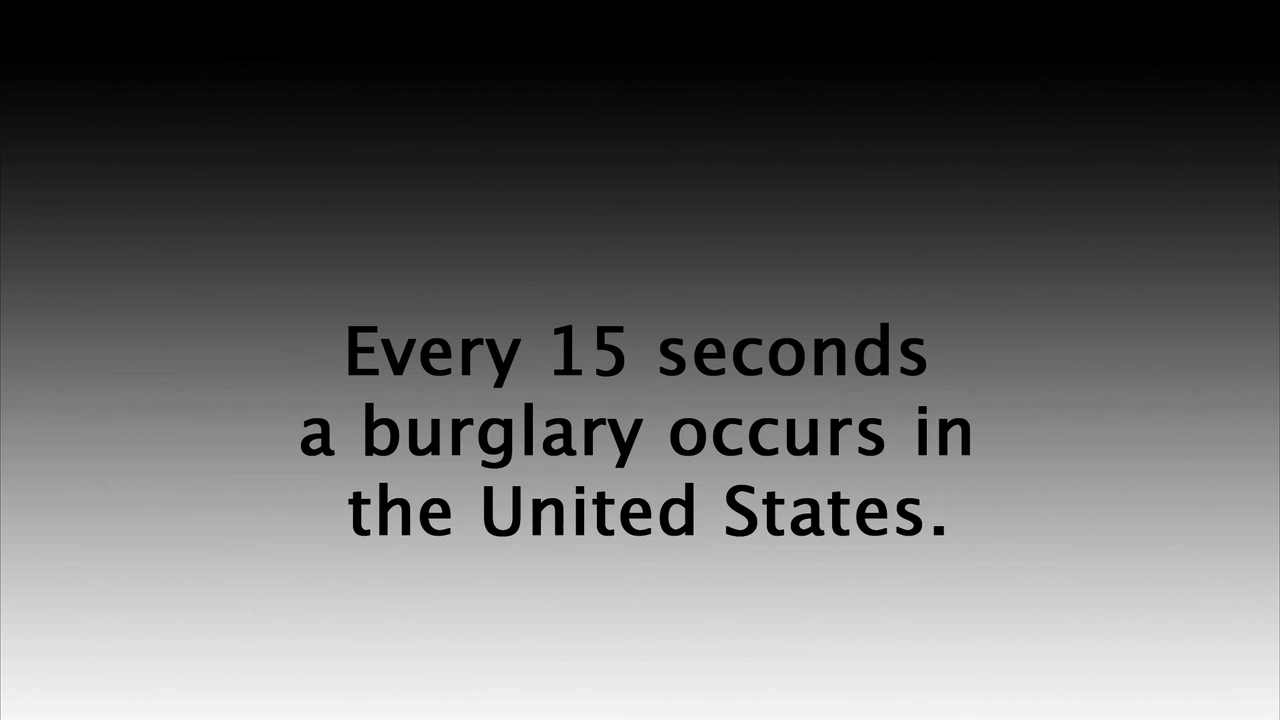 Every 15 seconds
a burglary occurs in
the United States.